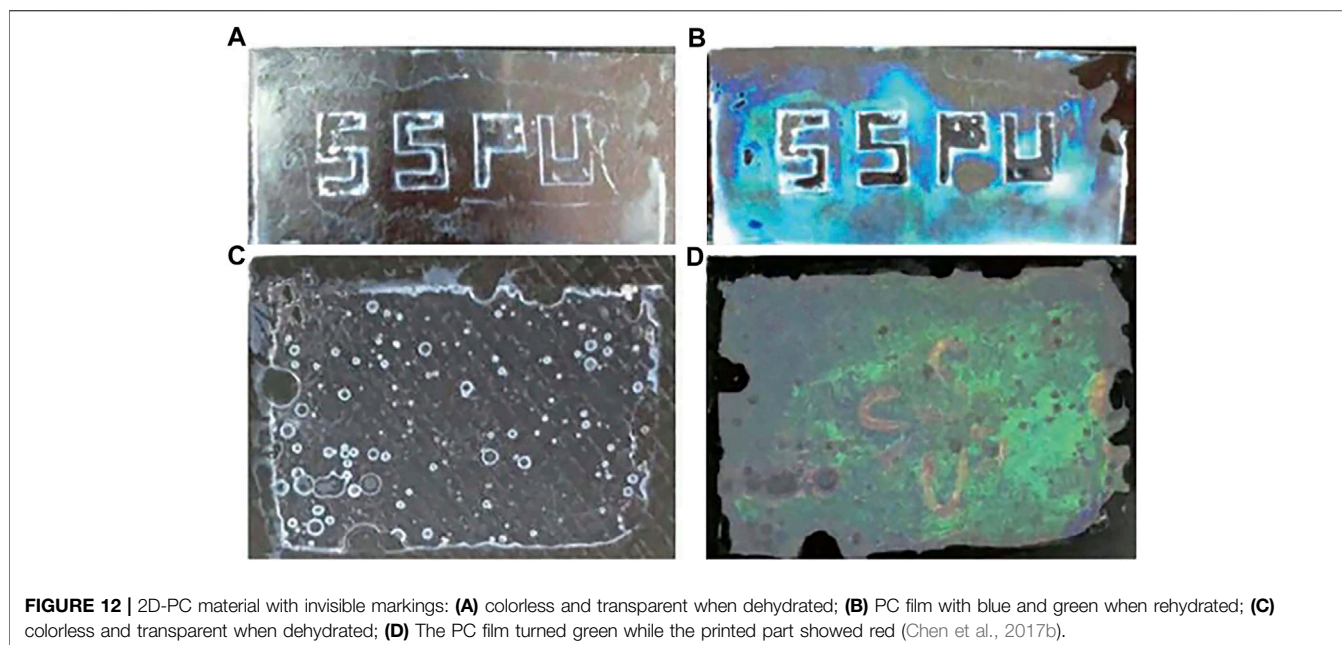 A
B
SSPU
SSPU
C
D
FIGURE 12 | 2D-PC material with invisible markings: (A) colorless and transparent when dehydrated; (B) PC film with blue and green when rehydrated; (C)
colorless and transparent when dehydrated; (D) The PC film turned green while the printed part showed red (Chen et al., 2017b).